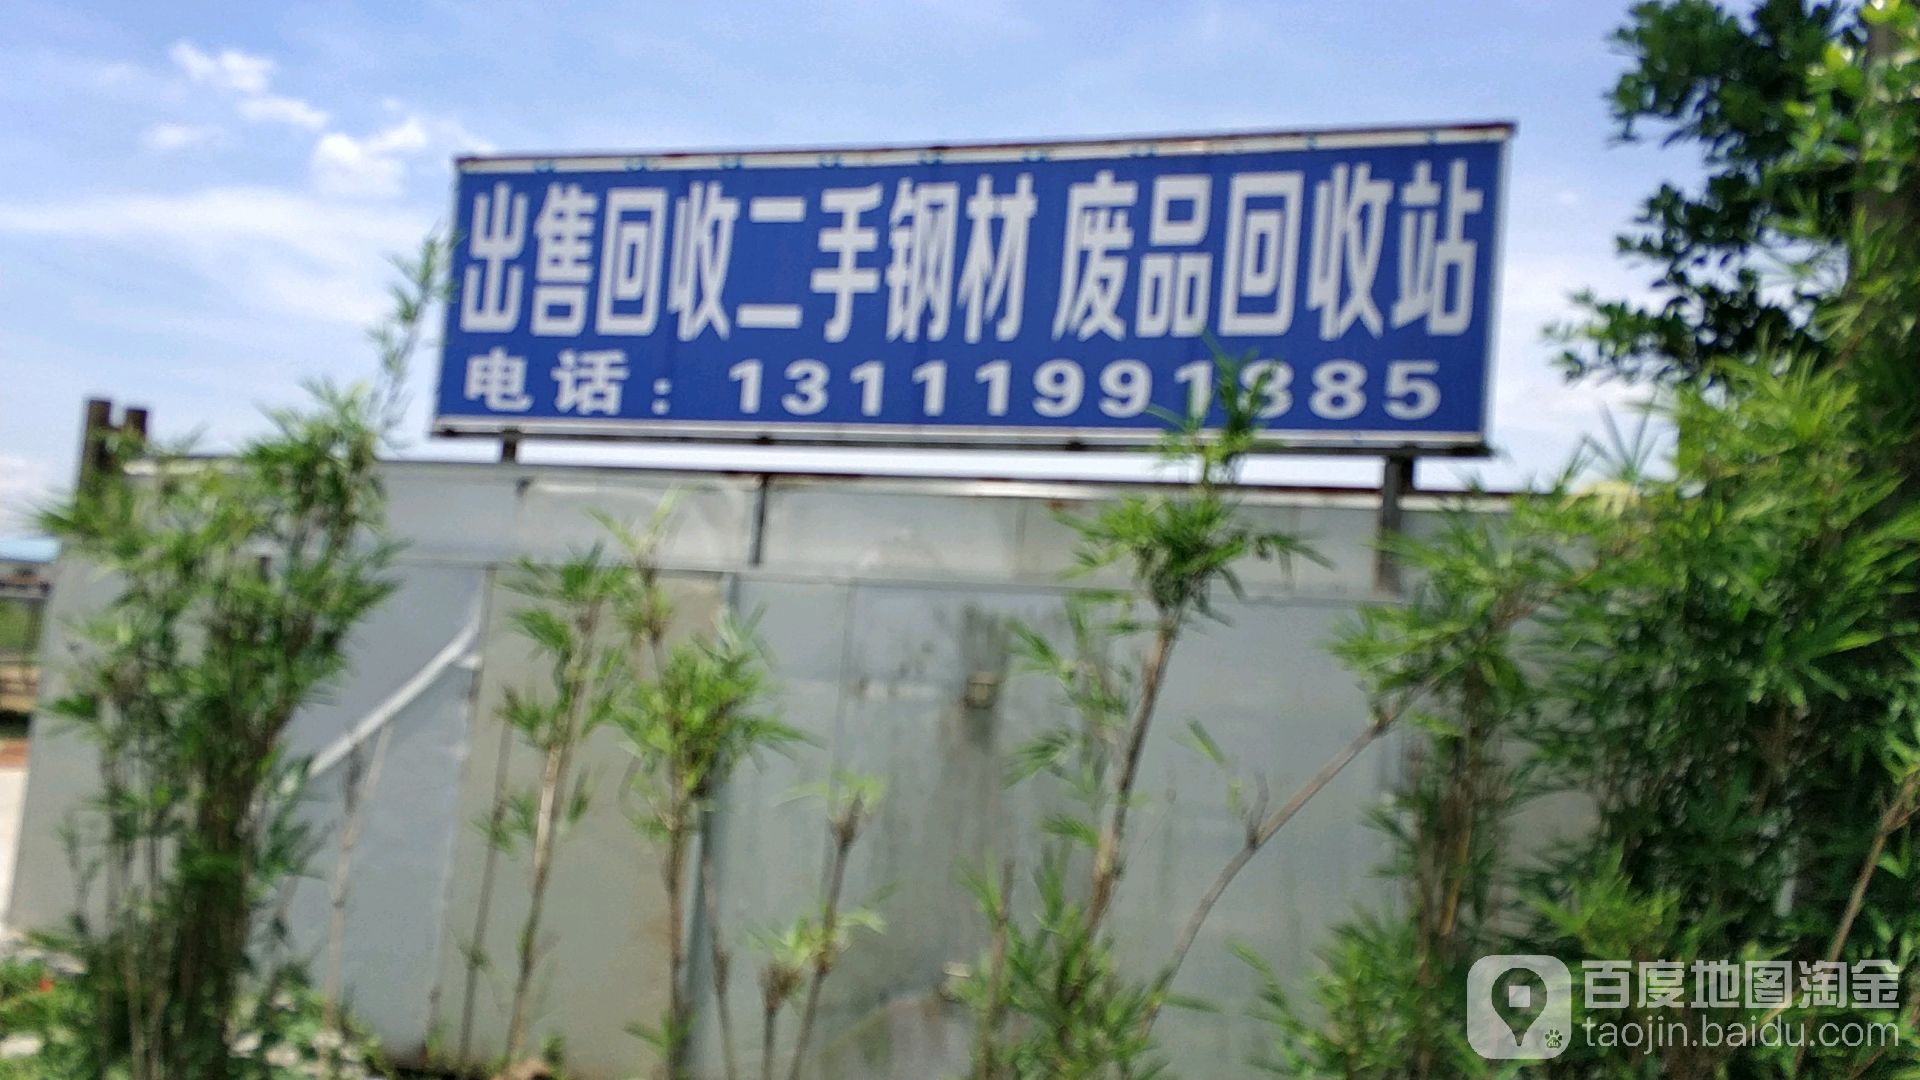 出售回收二手钢材 废品回收站
电话：13111991885
百度地图淘金
taojin.baidu.com